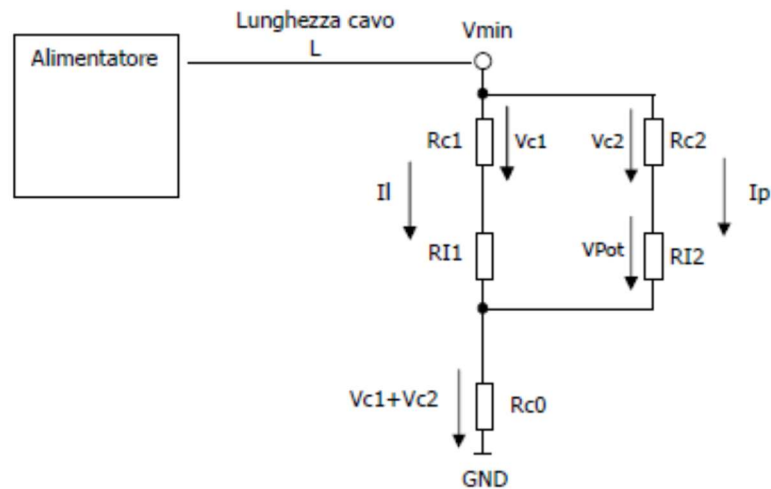 Lunghezza cavo
L
Vmin
Alimentatore
Rc1
Vc1
Vc2
Rc2
Il
Ip
RI1
VPot
RI2
Vc1+Vc2
Rc0
GND